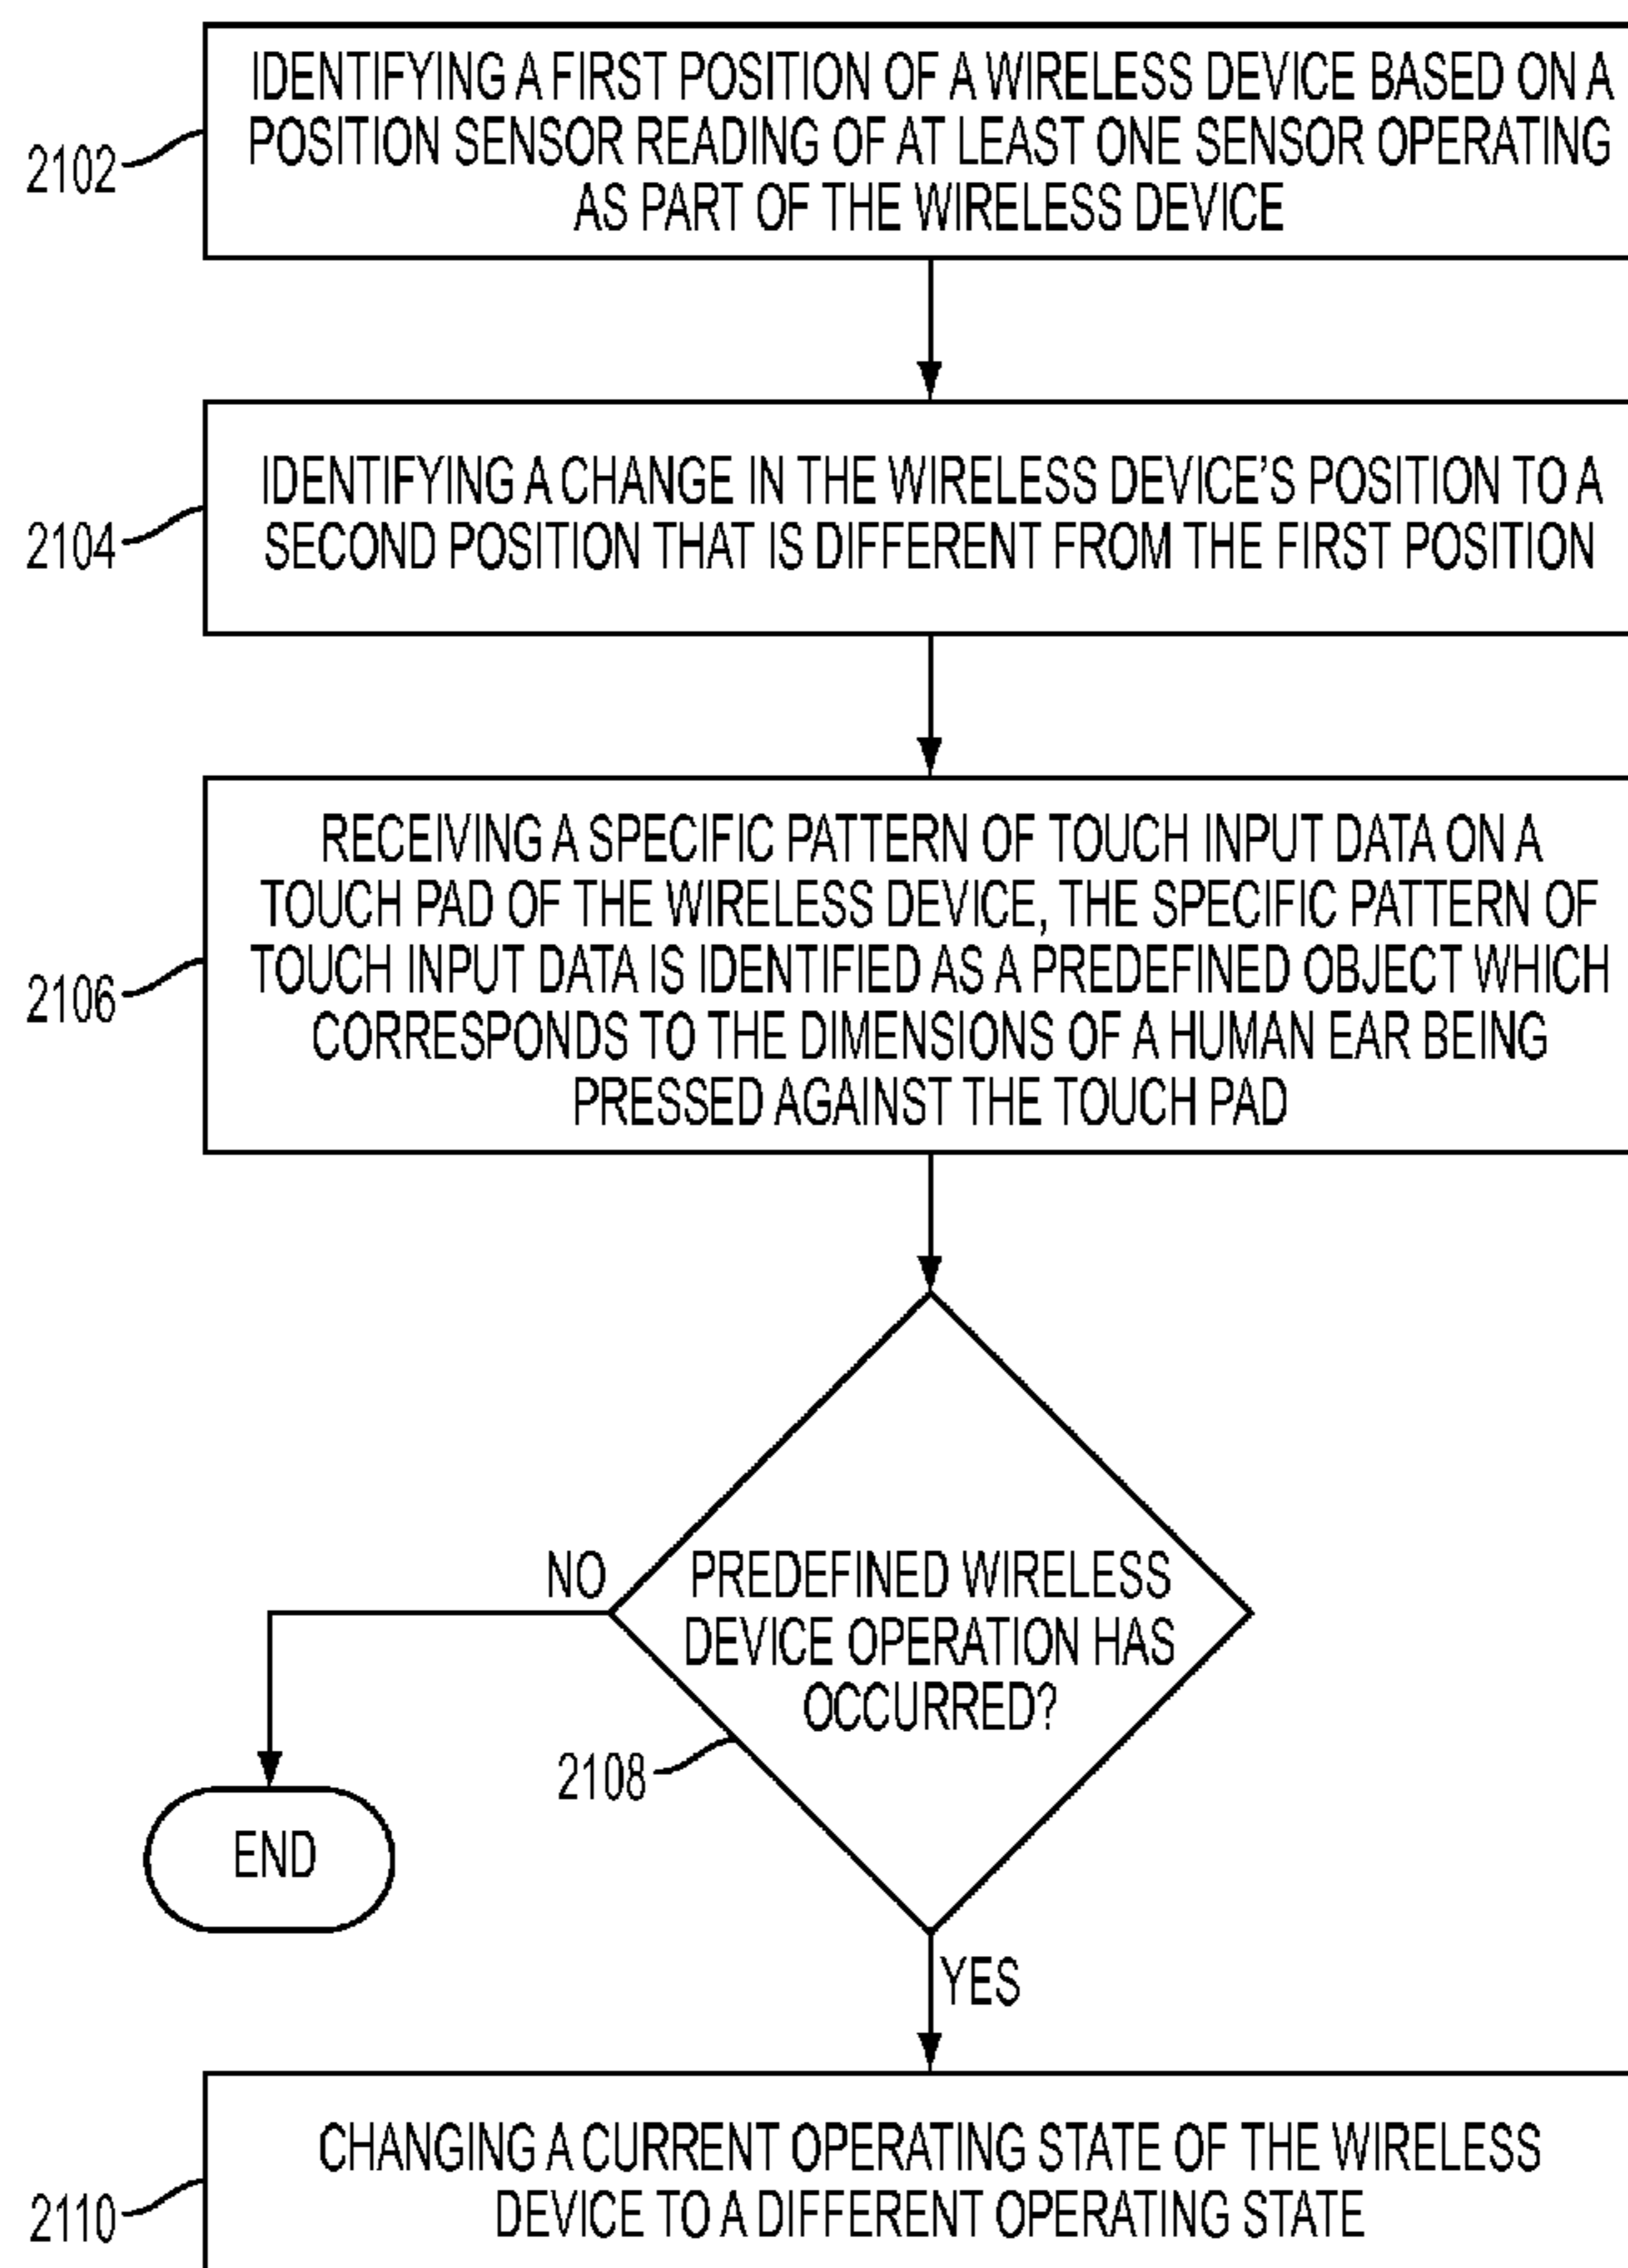 IDENTIFYING A FIRST POSITION OF A WIRELESS DEVICE BASED ON A
POSITION SENSOR READING OF AT LEAST ONE SENSOR OPERATING
AS PART OF THE WIRELESS DEVICE
2102
IDENTIFYING A CHANGE IN THE WIRELESS DEVICE'S POSITION TO A
SECOND POSITION THAT IS DIFFERENT FROM THE FIRST POSITION
2104
RECEIVING A SPECIFIC PATTERN OF TOUCH INPUT DATA ON A
TOUCH PAD OF THE WIRELESS DEVICE, THE SPECIFIC PATTERN OF
TOUCH INPUT DATA IS IDENTIFIED AS A PREDEFINED OBJECT WHICH
CORRESPONDS TO THE DIMENSIONS OF A HUMAN EAR BEING
PRESSED AGAINST THE TOUCH PAD
2106
NO
PREDEFINED WIRELESS
DEVICE OPERATION HAS
OCCURRED?
2108
END
YES
CHANGING A CURRENT OPERATING STATE OF THE WIRELESS
DEVICE TO A DIFFERENT OPERATING STATE
2110